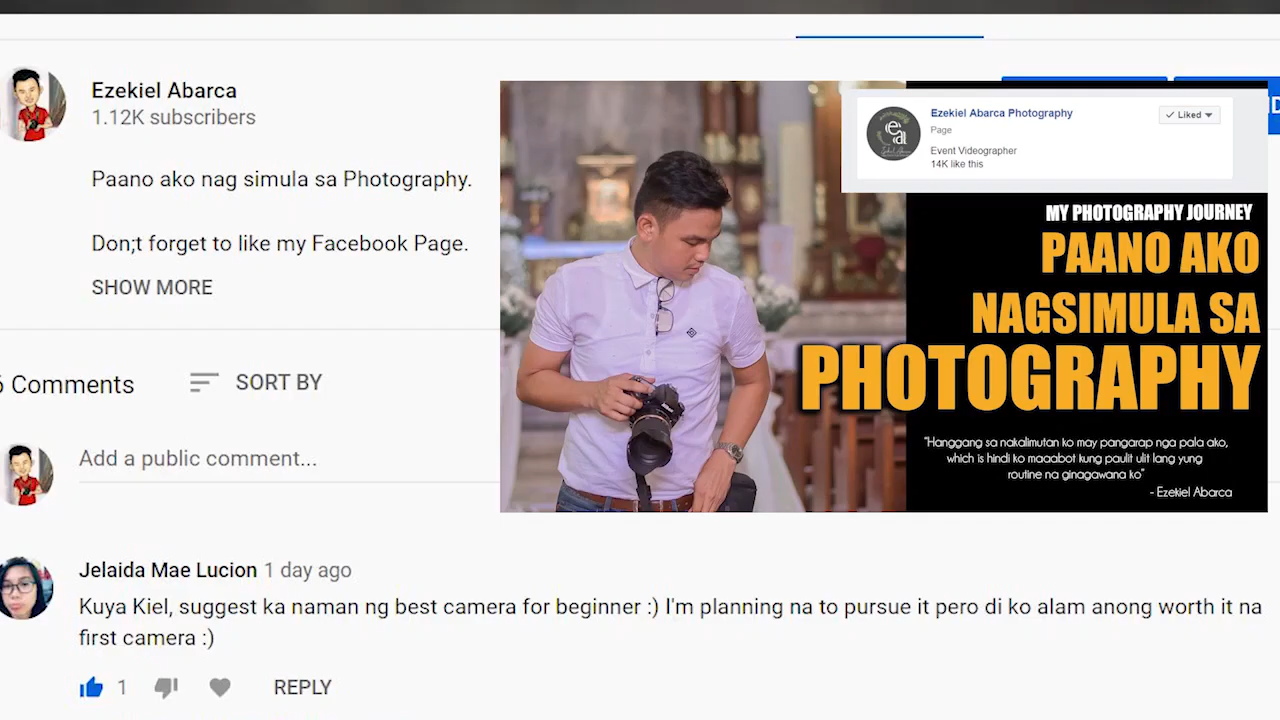 Ezekiel Abarca
1.12K subscribers
Paano ako nag simula sa Photography.
Don;t forget to like my Facebook Page.
SHOW MORE
Ezekiel Abarca Photography
Page
Liked
Event Videographer
14K like this
MY PHOTOGRAPHY JOURNEY
PAANO AKO
NAGSIMULA SA
PHOTOGRAPHY
"Hanggang sa nakalimutan ko may pangarap nga pala ako,
which is hindi ko maaabot kung paulit ulit lang yung
routine na ginagawana ko"
- Ezekiel Abarca
Comments
SORT BY
Add a public comment...
Jelaida Mae Lucion 1 day ago
Kuya Kiel, suggest ka naman ng best camera for beginner :) I'm planning na to pursue it pero di ko alam anong worth it na
first camera :)
1
REPLY